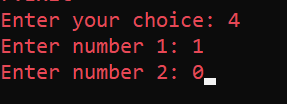 Enter your choice: 4
Enter number 1: 1
Enter number 2: 0